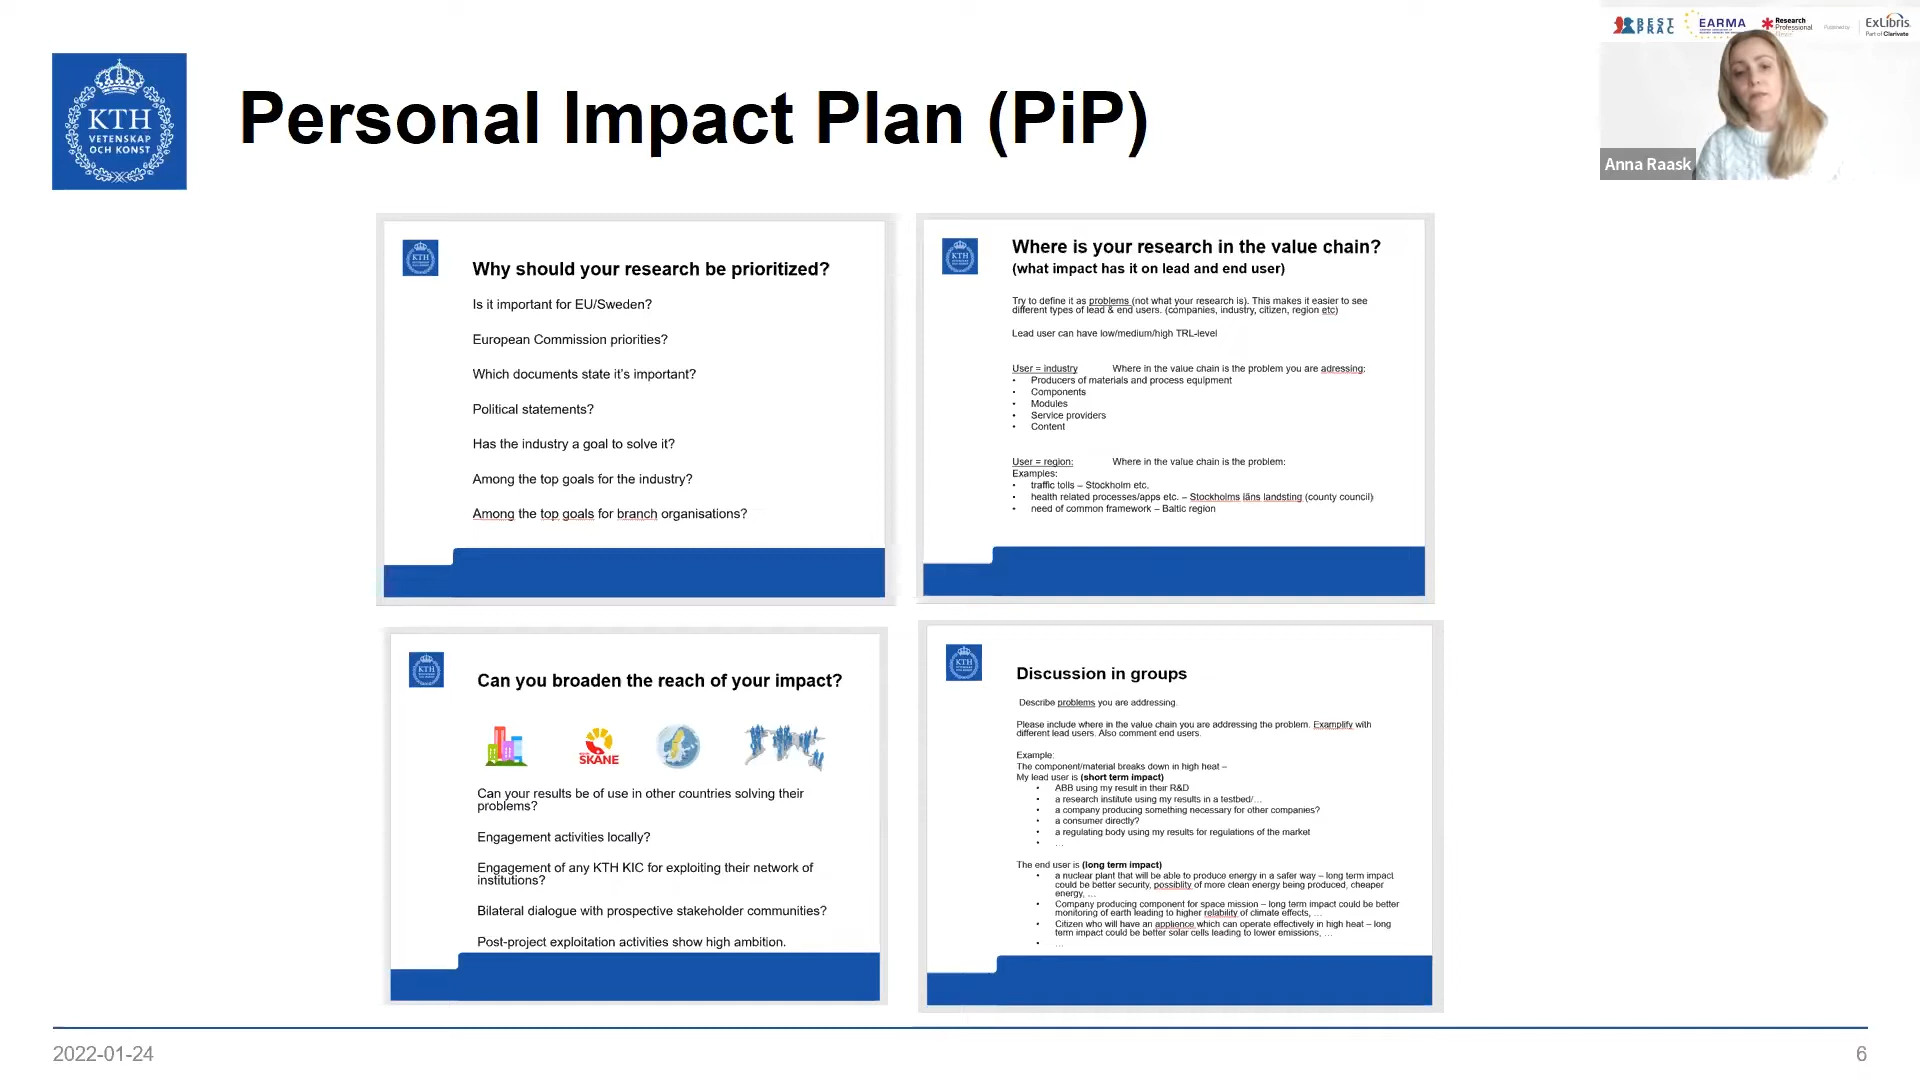 BEST
PRAC
EARMA
Research
Professional
Published by
ExLibris
Part of Clarivate
KTH
VETENSKAP
OCH KONST
Personal Impact Plan (PiP)
Anna Raask
KTH
Why should your research be prioritized?
Is it important for EU/Sweden?
European Commission priorities?
Which documents state it’s important?
Political statements?
Has the industry a goal to solve it?
Among the top goals for the industry?
Among the top goals for branch organisations?
KTH
Where is your research in the value chain?
(what impact has it on lead and end user)
Try to define it as problems (not what your research is). This makes it easier to see
different types of lead & end users. (companies, industry, citizen, region etc)
Lead user can have low/medium/high TRL-level
User = industry Where in the value chain is the problem you are adressing:
• Producers of materials and process equipment
• Components
• Modules
• Service providers
• Content
User = region: Where in the value chain is the problem:
Examples:
• traffic tolls – Stockholm etc.
• health related processes/apps etc. – Stockholms läns landsting (county council)
• need of common framework – Baltic region
KTH
Can you broaden the reach of your impact?
SKÅNE
Can your results be of use in other countries solving their
problems?
Engagement activities locally?
Engagement of any KTH KIC for exploiting their network of
institutions?
Bilateral dialogue with prospective stakeholder communities?
Post-project exploitation activities show high ambition.
KTH
Discussion in groups
Describe problems you are addressing.
Please include where in the value chain you are addressing the problem. Examplify with
different lead users. Also comment end users.
Example:
The component/material breaks down in high heat –
My lead user is (short term impact)
• ABB using my result in their R&D
• a research institute using my results in a testbed/…
• a company producing something necessary for other companies?
• a consumer directly?
• a regulating body using my results for regulations of the market
• …
The end user is (long term impact)
• a nuclear plant that will be able to produce energy in a safer way – long term impact
could be better security, possiblity of more clean energy being produced, cheaper
energy, …
• Company producing component for space mission – long term impact could be better
monitoring of earth leading to higher relability of climate effects, …
• Citizen who will have an applience which can operate effectively in high heat – long
term impact could be better solar cells leading to lower emissions, …
• …
2022-01-24
6